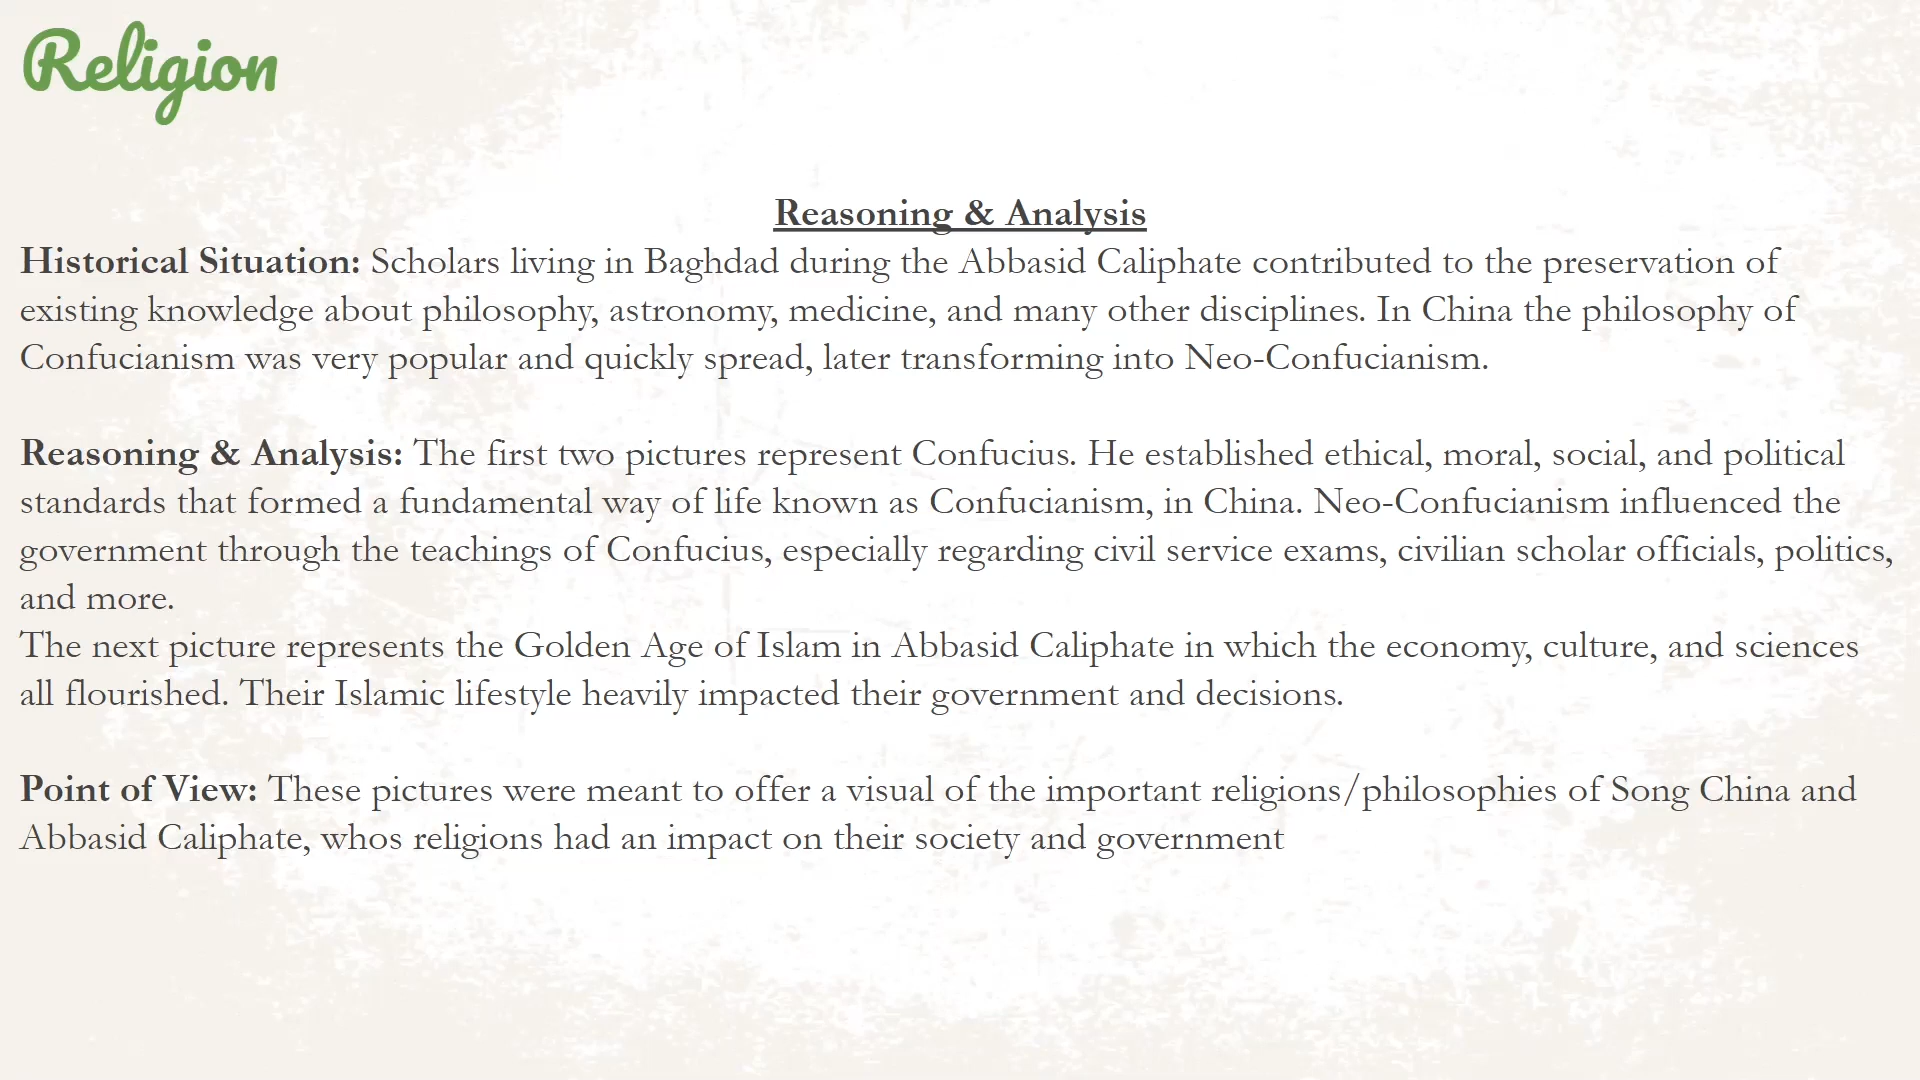 Religion
Reasoning & Analysis
Historical Situation: Scholars living in Baghdad during the Abbasid Caliphate contributed to the preservation of
existing knowledge about philosophy, astronomy, medicine, and many other disciplines. In China the philosophy of
Confucianism was very popular and quickly spread, later transforming into Neo-Confucianism.
Reasoning & Analysis: The first two pictures represent Confucius. He established ethical, moral, social, and political
standards that formed a fundamental way of life known as Confucianism, in China. Neo-Confucianism influenced the
government through the teachings of Confucius, especially regarding civil service exams, civilian scholar officials, politics,
and more.
The next picture represents the Golden Age of Islam in Abbasid Caliphate in which the economy, culture, and sciences
all flourished. Their Islamic lifestyle heavily impacted their government and decisions.
Point of View: These pictures were meant to offer a visual of the important religions/philosophies of Song China and
Abbasid Caliphate, whos religions had an impact on their society and government